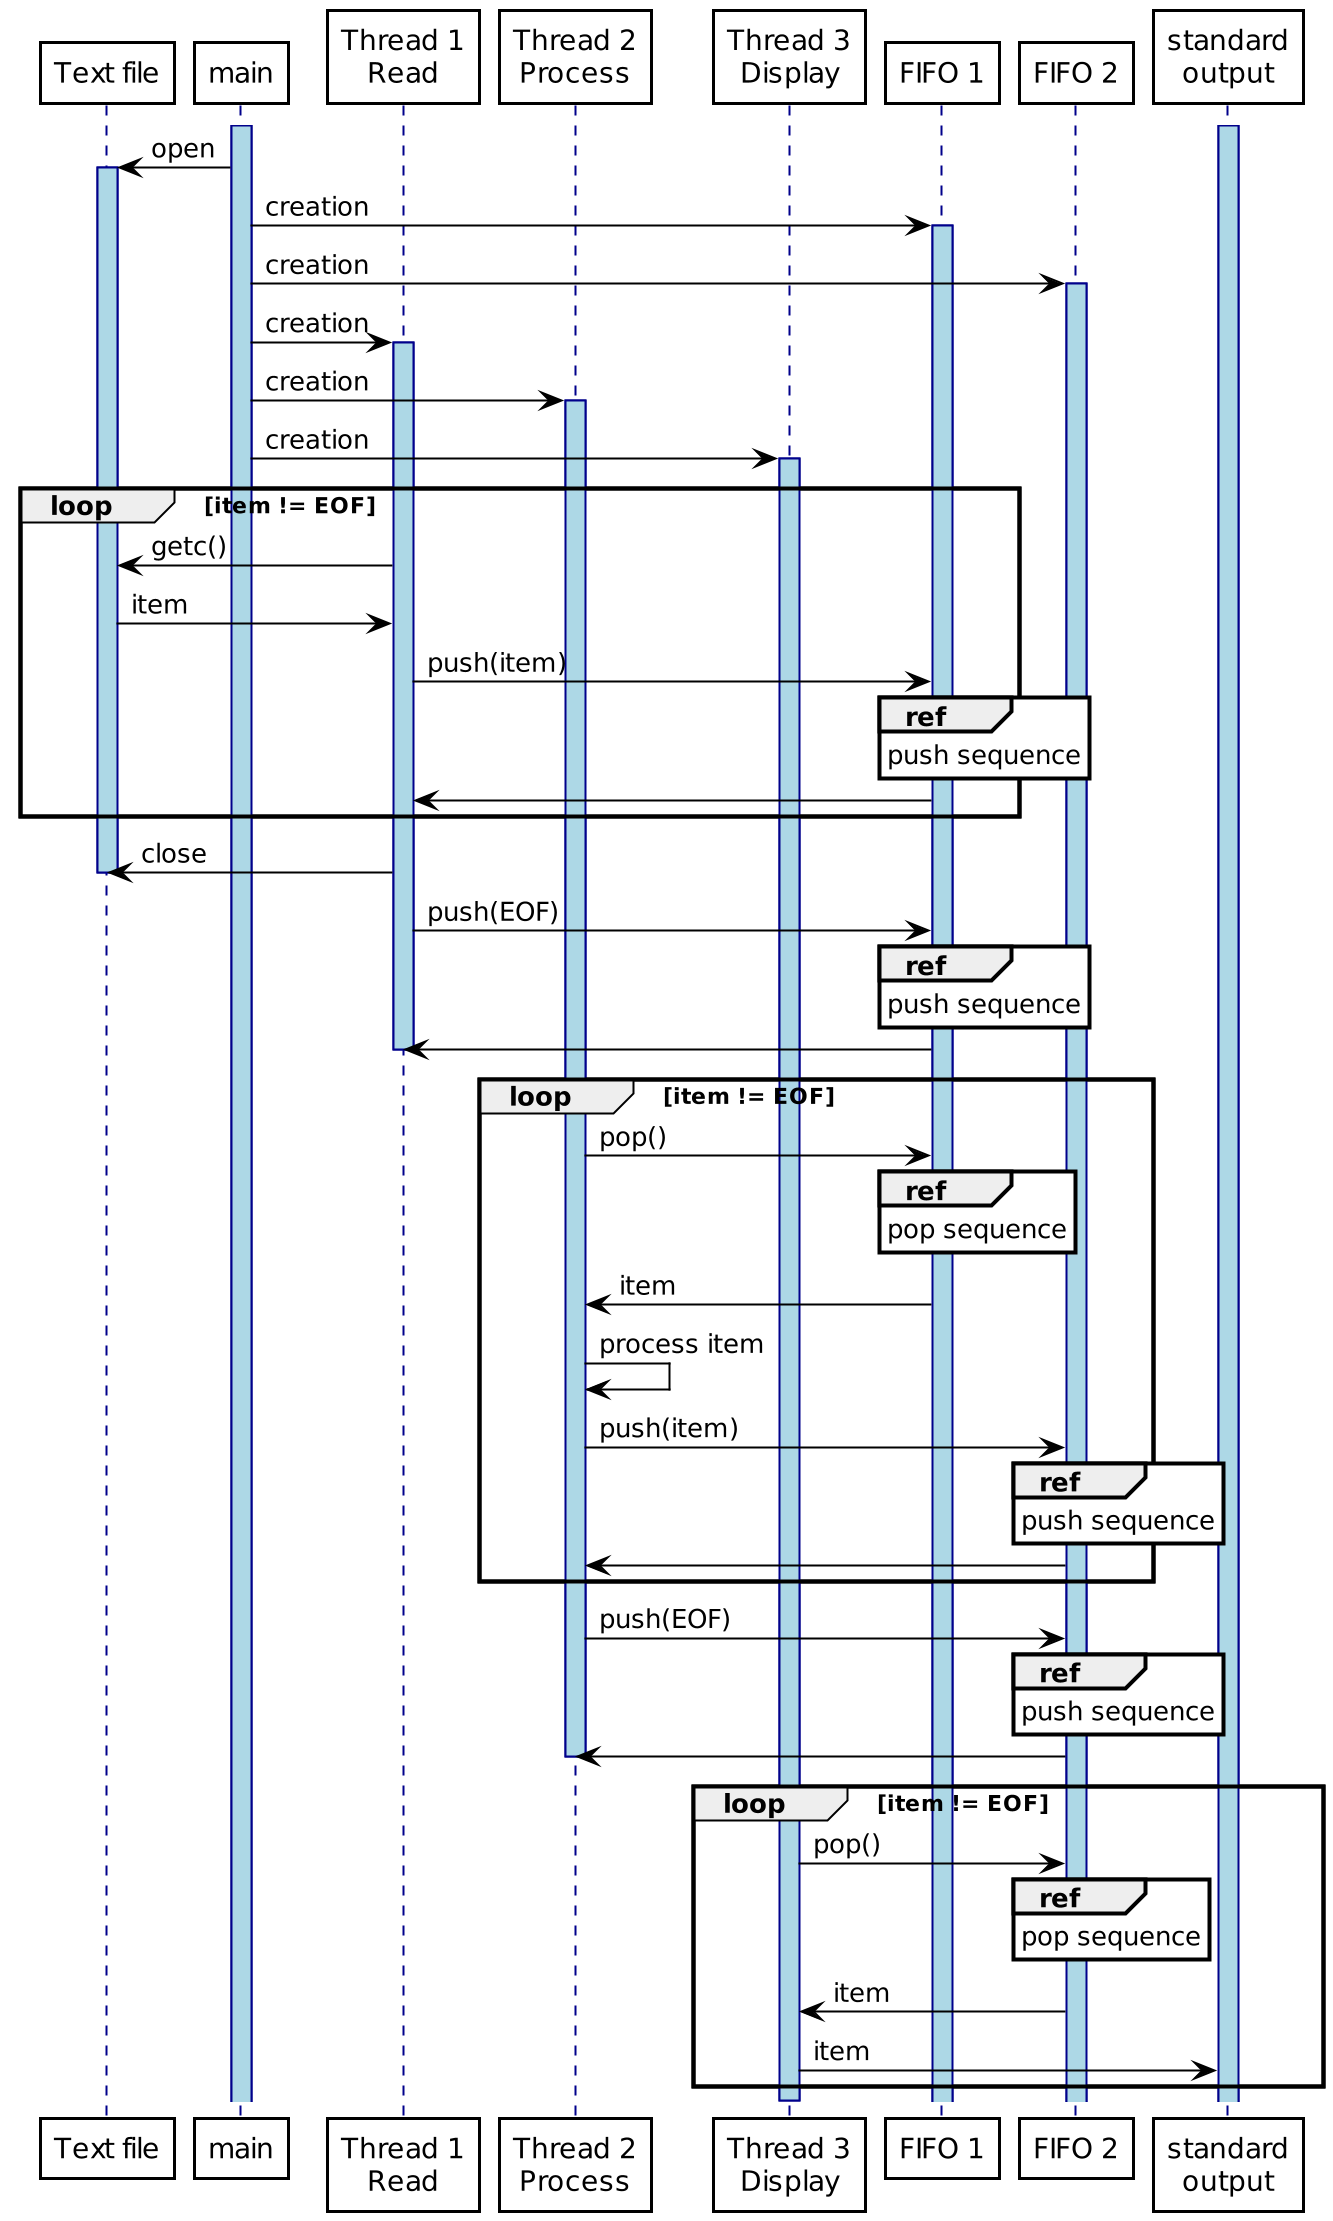 Text file
main
Thread 1
Read
Thread 2
Process
Thread 3
Display
FIFO 1
FIFO 2
standard
output
open
creation
creation
creation
creation
creation
loop
[item != EOF]
getc()
item
push(item)
ref
push sequence
close
push(EOF)
ref
push sequence
loop
[item != EOF]
pop()
ref
pop sequence
item
process item
push(item)
ref
push sequence
push(EOF)
ref
push sequence
loop
[item != EOF]
pop()
ref
pop sequence
item
item
Text file
main
Thread 1
Read
Thread 2
Process
Thread 3
Display
FIFO 1
FIFO 2
standard
output